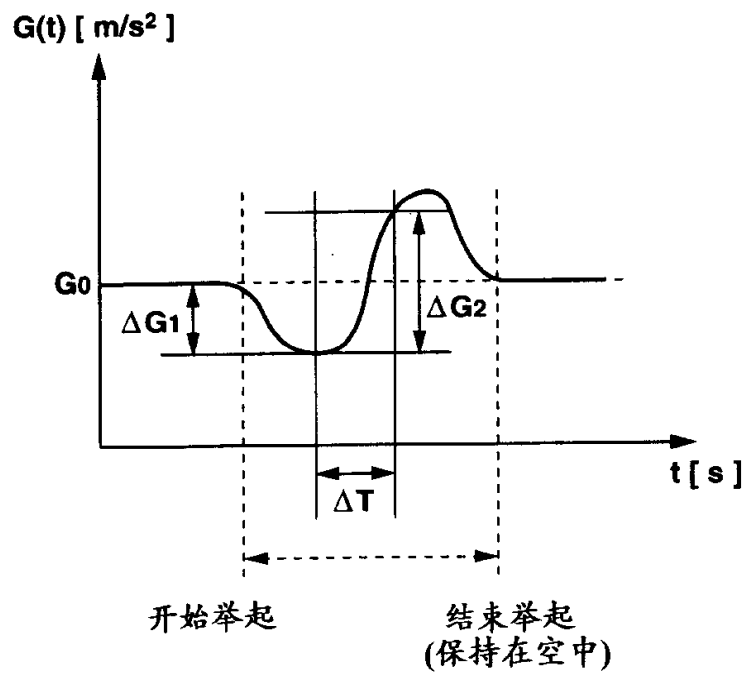 G(t) [ m/s² ]
G0
ΔG1
ΔG2
t [ s ]
ΔT
开始举起
结束举起
(保持在空中)